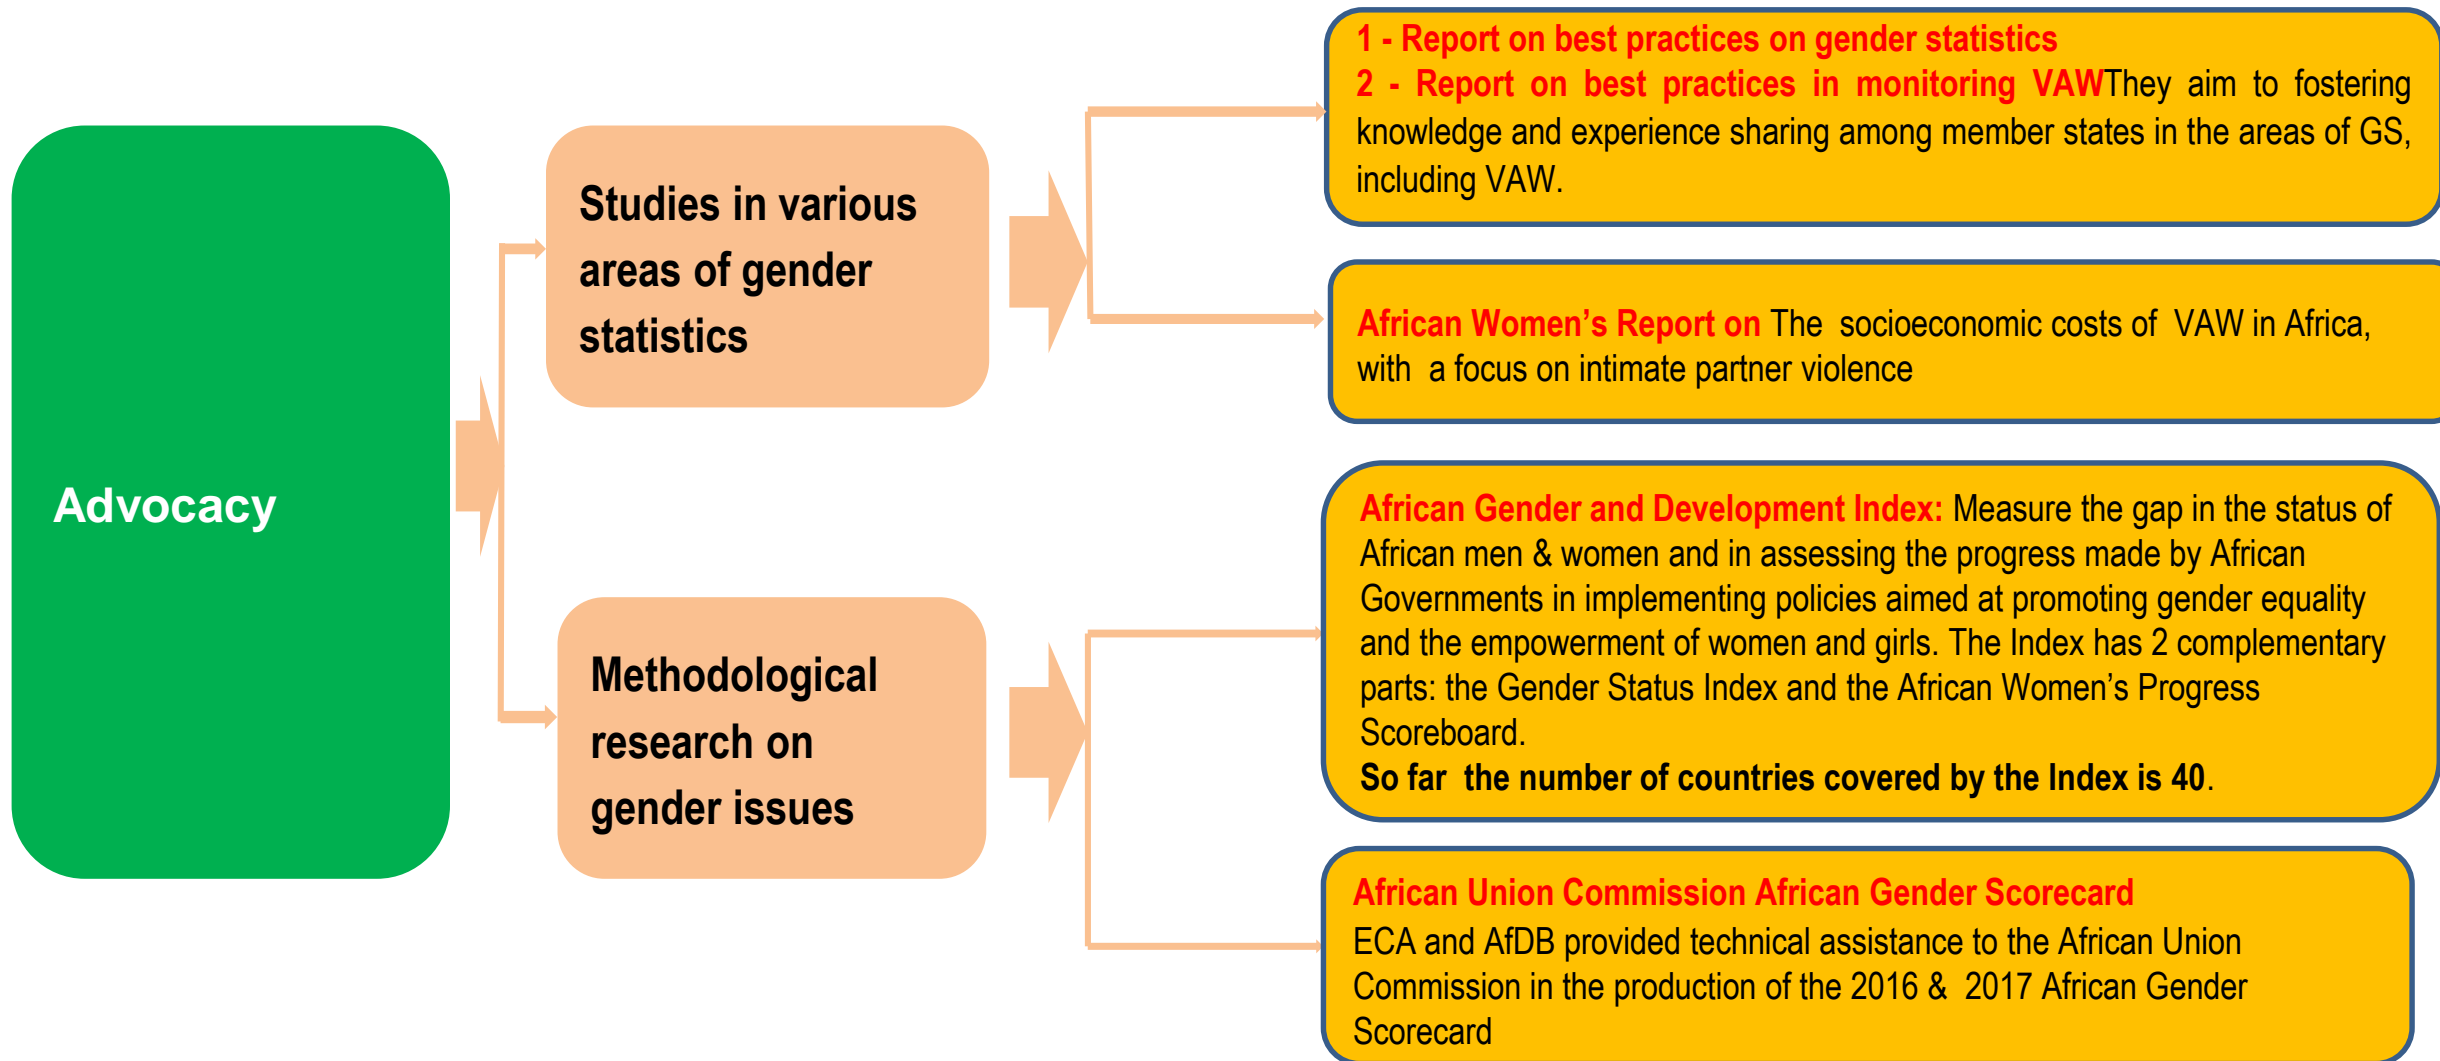 Advocacy
Studies in various
areas of gender
statistics
Methodological
research on
gender issues
1 - Report on best practices on gender statistics
2 - Report on best practices in monitoring VAWThey aim to fostering
knowledge and experience sharing among member states in the areas of GS,
including VAW.
African Women’s Report on The socioeconomic costs of VAW in Africa,
with a focus on intimate partner violence
African Gender and Development Index: Measure the gap in the status of
African men & women and in assessing the progress made by African
Governments in implementing policies aimed at promoting gender equality
and the empowerment of women and girls. The Index has 2 complementary
parts: the Gender Status Index and the African Women’s Progress
Scoreboard.
So far the number of countries covered by the Index is 40.
African Union Commission African Gender Scorecard
ECA and AfDB provided technical assistance to the African Union
Commission in the production of the 2016 & 2017 African Gender
Scorecard